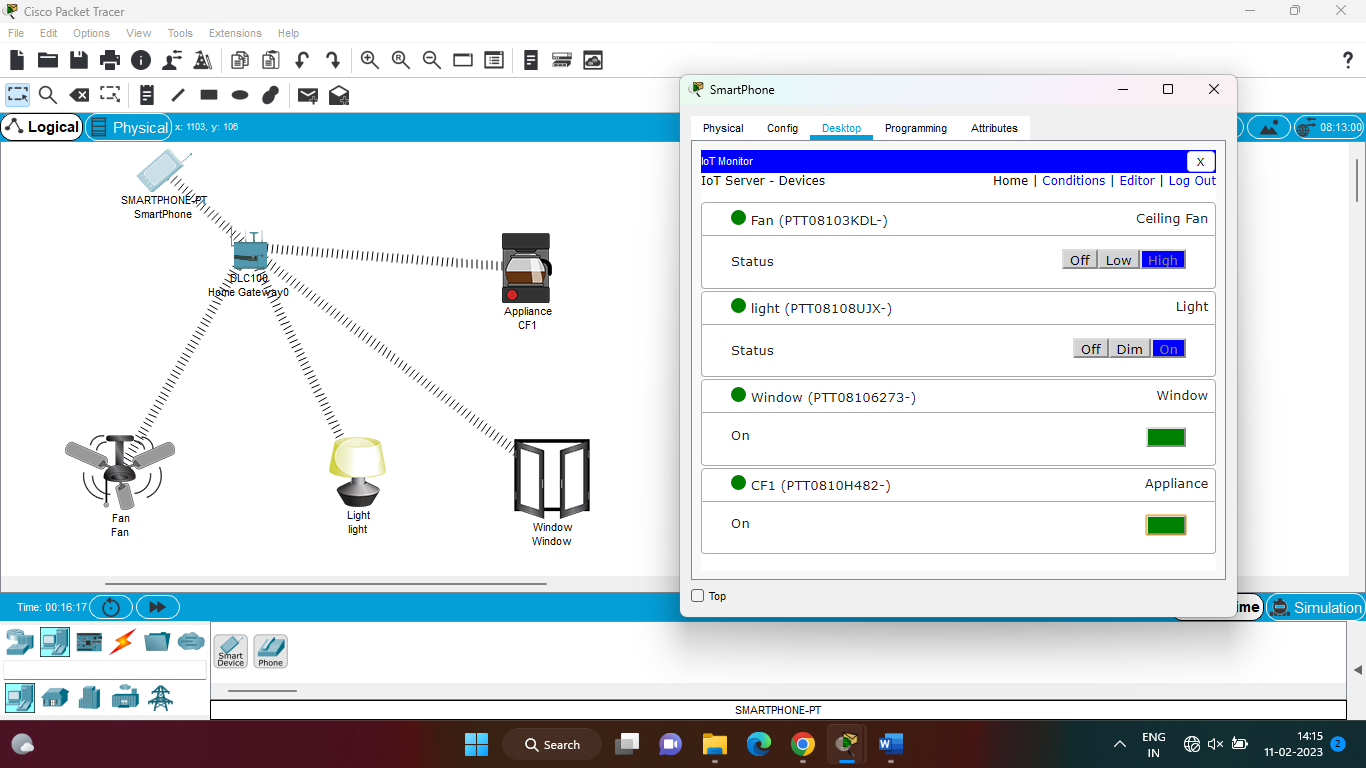 Cisco Packet Tracer
File Edit Options View Tools Extensions Help
Logical Physical x: 1103, y: 106
08:13:00
SMARTPHONE-PT
SmartPhone
DLC100
Home Gateway0
Appliance
CF1
Fan
Fan
Light
light
Window
Window
SmartPhone
Physical Config Desktop Programming Attributes
IoT Monitor X
IoT Server - Devices Home | Conditions | Editor | Log Out
Fan (PTT08103KDL-) Ceiling Fan
Status Off Low High
light (PTT08108UJX-) Light
Status Off Dim On
Window (PTT08106273-) Window
On
CF1 (PTT0810H482-) Appliance
On
Top
Time: 00:16:17
ime Simulation
Smart
Device
Phone
SMARTPHONE-PT
Search
ENG
IN
14:15
11-02-2023
2